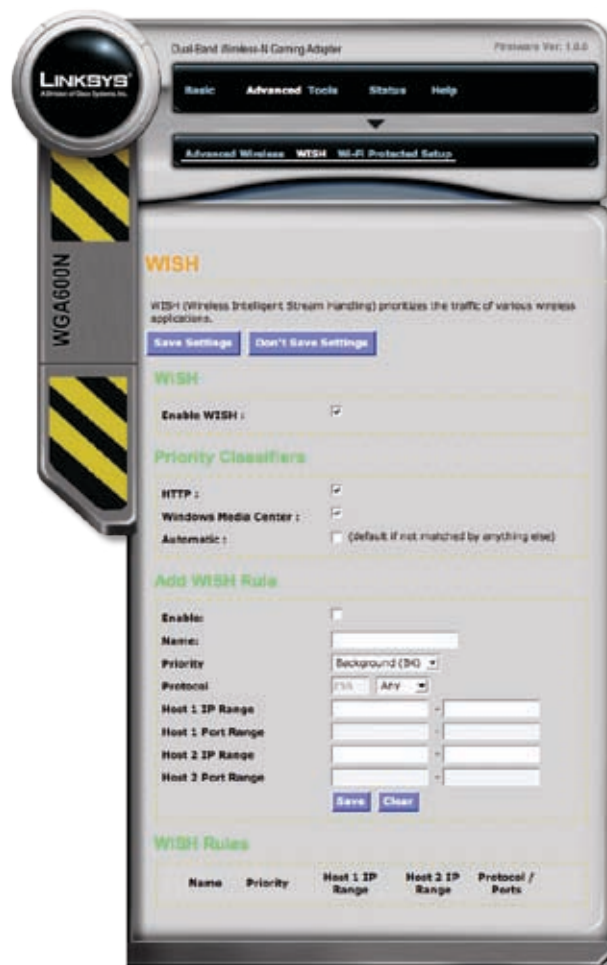 Dual-Band Wireless-N Gaming Adapter
Firmware Ver: 1.0.0
LINKSYS®
A Division of Cisco Systems, Inc.
Basic Advanced Tools Status Help
Advanced Wireless WISH Wi-Fi Protected Setup
WGA600N
WISH
WISH (Wireless Intelligent Stream Handling) prioritizes the traffic of various wireless
applications.
Save Settings Don't Save Settings
WISH
Enable WISH :
Priority Classifiers
HTTP :
Windows Media Center :
Automatic : (default if not matched by anything else)
Add WISH Rule
Enable:
Name:
Priority Background (BK)
Protocol Any
Host 1 IP Range -
Host 1 Port Range -
Host 2 IP Range -
Host 2 Port Range -
Save Clear
WISH Rules
Name Priority Host 1 IP Range Host 2 IP Range Protocol / Ports